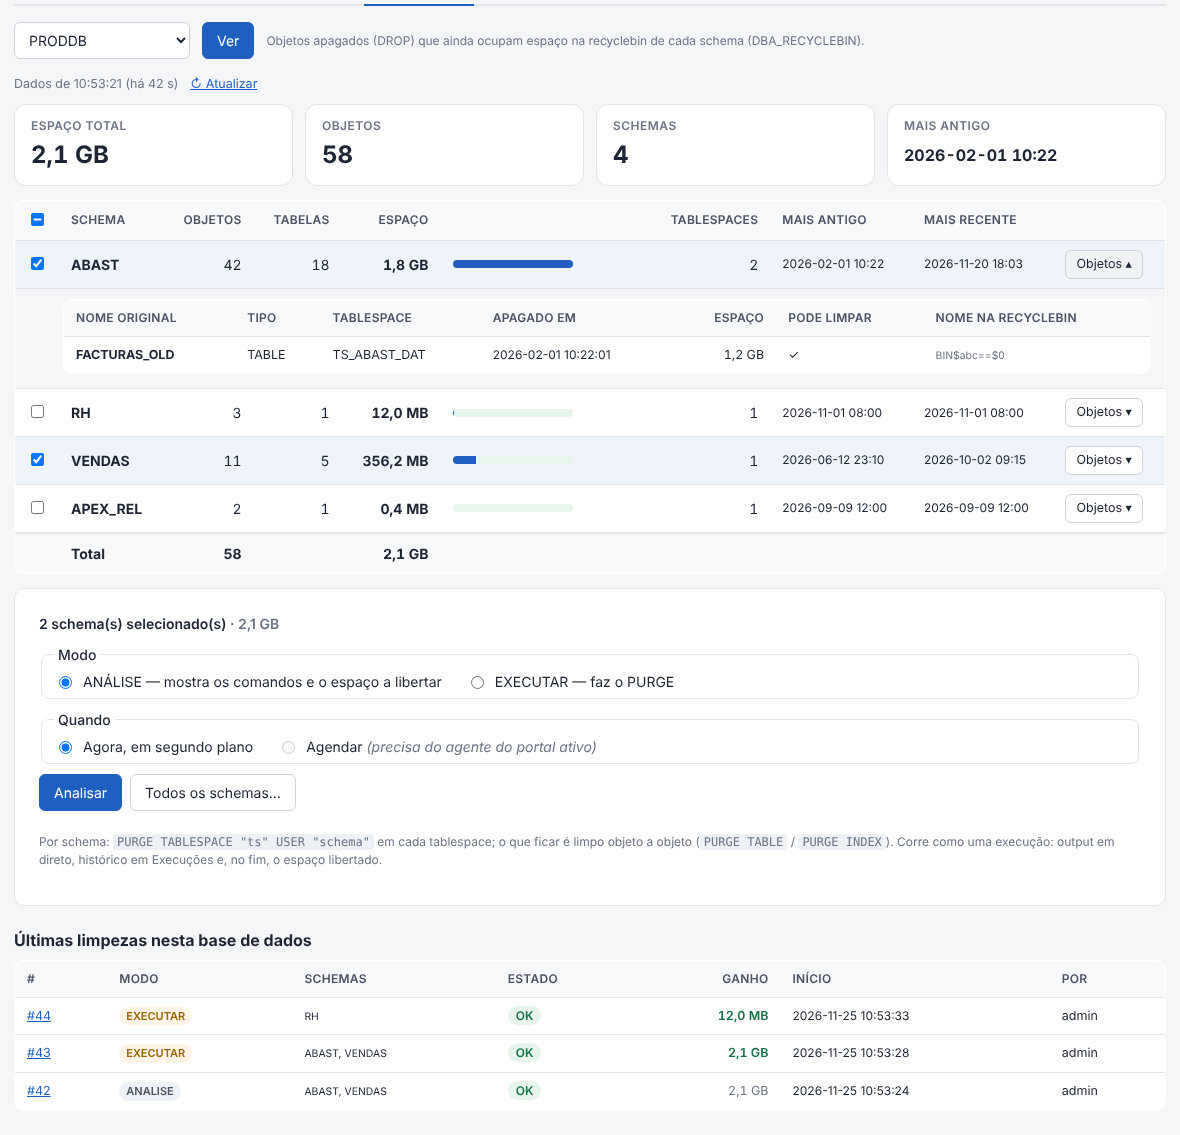 PRODDB Ver Objetos apagados (DROP) que ainda ocupam espaço na recyclebin de cada schema (DBA_RECYCLEBIN).
Dados de 10:53:21 (há 42 s) ↻ Atualizar
ESPAÇO TOTAL OBJETOS SCHEMAS MAIS ANTIGO
2,1 GB 58 4 2026-02-01 10:22
SCHEMA OBJETOS TABELAS ESPAÇO TABLESPACES MAIS ANTIGO MAIS RECENTE
ABAST 42 18 1,8 GB 2 2026-02-01 10:22 2026-11-20 18:03 Objetos ▴
NOME ORIGINAL TIPO TABLESPACE APAGADO EM ESPAÇO PODE LIMPAR NOME NA RECYCLEBIN
FACTURAS_OLD TABLE TS_ABAST_DAT 2026-02-01 10:22:01 1,2 GB ✓ BIN$abc==$0
RH 3 1 12,0 MB 1 2026-11-01 08:00 2026-11-01 08:00 Objetos ▾
VENDAS 11 5 356,2 MB 1 2026-06-12 23:10 2026-10-02 09:15 Objetos ▾
APEX_REL 2 1 0,4 MB 1 2026-09-09 12:00 2026-09-09 12:00 Objetos ▾
Total 58 2,1 GB
2 schema(s) selecionado(s) · 2,1 GB
Modo
ANÁLISE — mostra os comandos e o espaço a libertar EXECUTAR — faz o PURGE
Quando
Agora, em segundo plano Agendar (precisa do agente do portal ativo)
Analisar Todos os schemas...
Por schema: PURGE TABLESPACE "ts" USER "schema" em cada tablespace; o que ficar é limpo objeto a objeto (PURGE TABLE / PURGE INDEX). Corre como uma execução: output em
direto, histórico em Execuções e, no fim, o espaço libertado.
Últimas limpezas nesta base de dados
# MODO SCHEMAS ESTADO GANHO INÍCIO POR
#44 EXECUTAR RH OK 12,0 MB 2026-11-25 10:53:33 admin
#43 EXECUTAR ABAST, VENDAS OK 2,1 GB 2026-11-25 10:53:28 admin
#42 ANALISE ABAST, VENDAS OK 2,1 GB 2026-11-25 10:53:24 admin